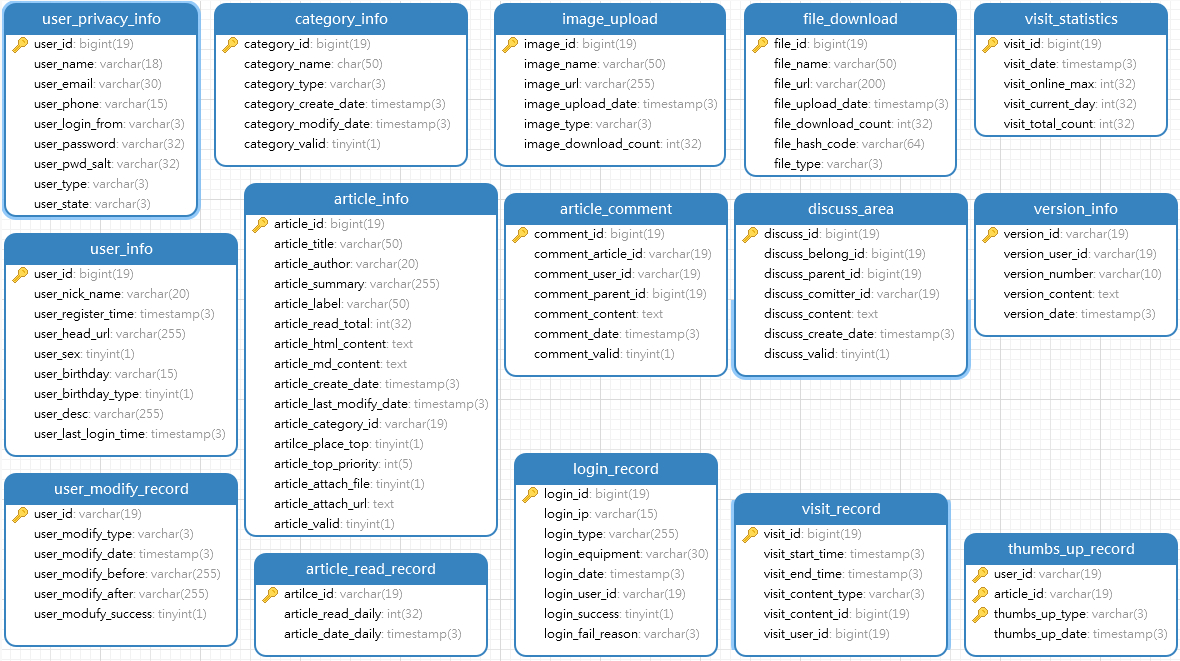 user_privacy_info
user_id: bigint(19)
user_name: varchar(18)
user_email: varchar(30)
user_phone: varchar(15)
user_login_from: varchar(3)
user_password: varchar(32)
user_pwd_salt: varchar(32)
user_type: varchar(3)
user_state: varchar(3)
category_info
category_id: bigint(19)
category_name: char(50)
category_type: varchar(3)
category_create_date: timestamp(3)
category_modify_date: timestamp(3)
category_valid: tinyint(1)
image_upload
image_id: bigint(19)
image_name: varchar(50)
image_url: varchar(255)
image_upload_date: timestamp(3)
image_type: varchar(3)
image_download_count: int(32)
file_download
file_id: bigint(19)
file_name: varchar(50)
file_url: varchar(200)
file_upload_date: timestamp(3)
file_download_count: int(32)
file_hash_code: varchar(64)
file_type: varchar(3)
visit_statistics
visit_id: bigint(19)
visit_date: timestamp(3)
visit_online_max: int(32)
visit_current_day: int(32)
visit_total_count: int(32)
user_info
user_id: bigint(19)
user_nick_name: varchar(20)
user_register_time: timestamp(3)
user_head_url: varchar(255)
user_sex: tinyint(1)
user_birthday: varchar(15)
user_birthday_type: tinyint(1)
user_desc: varchar(255)
user_last_login_time: timestamp(3)
article_info
article_id: bigint(19)
article_title: varchar(50)
article_author: varchar(20)
article_summary: varchar(255)
article_label: varchar(50)
article_read_total: int(32)
article_html_content: text
article_md_content: text
article_create_date: timestamp(3)
article_last_modify_date: timestamp(3)
article_category_id: varchar(19)
artilce_place_top: tinyint(1)
article_top_priority: int(5)
article_attach_file: tinyint(1)
article_attach_url: text
article_valid: tinyint(1)
article_comment
comment_id: bigint(19)
comment_article_id: varchar(19)
comment_user_id: varchar(19)
comment_parent_id: bigint(19)
comment_content: text
comment_date: timestamp(3)
comment_valid: tinyint(1)
discuss_area
discuss_id: bigint(19)
discuss_belong_id: bigint(19)
discuss_parent_id: bigint(19)
discuss_comitter_id: varchar(19)
discuss_content: text
discuss_create_date: timestamp(3)
discuss_valid: tinyint(1)
version_info
version_id: varchar(19)
version_user_id: varchar(19)
version_number: varchar(10)
version_content: text
version_date: timestamp(3)
user_modify_record
user_id: varchar(19)
user_modify_type: varchar(3)
user_modify_date: timestamp(3)
user_modify_before: varchar(255)
user_modify_after: varchar(255)
user_modufy_success: tinyint(1)
article_read_record
artilce_id: varchar(19)
article_read_daily: int(32)
article_date_daily: timestamp(3)
login_record
login_id: bigint(19)
login_ip: varchar(15)
login_type: varchar(255)
login_equipment: varchar(30)
login_date: timestamp(3)
login_user_id: varchar(19)
login_success: tinyint(1)
login_fail_reason: varchar(3)
visit_record
visit_id: bigint(19)
visit_start_time: timestamp(3)
visit_end_time: timestamp(3)
visit_content_type: varchar(3)
visit_content_id: bigint(19)
visit_user_id: bigint(19)
thumbs_up_record
user_id: varchar(19)
article_id: varchar(19)
thumbs_up_type: varchar(3)
thumbs_up_date: timestamp(3)